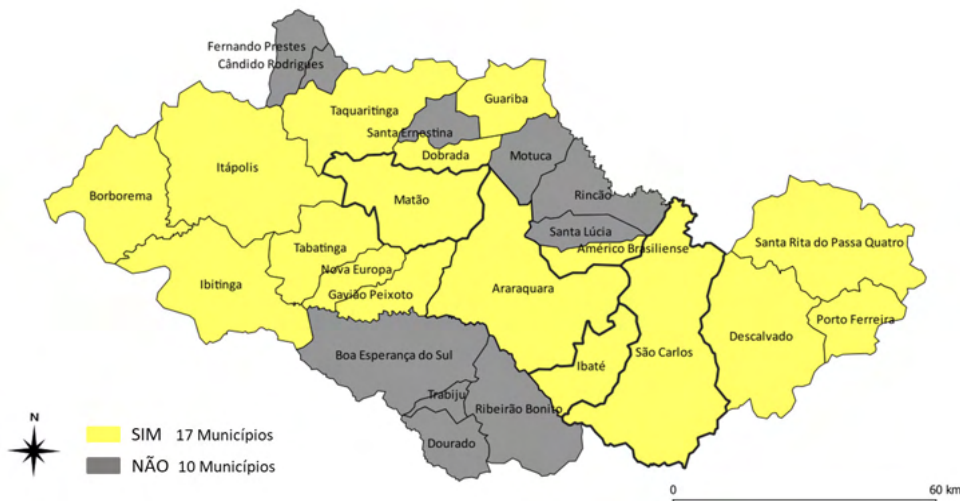 Fernando Prestes
Cândido Rodrigues
Taquaritinga
Guariba
Santa Ernestina
Dobrada
Motuca
Itápolis
Rincão
Borborema
Matão
Santa Lúcia
Tabatinga
Américo Brasiliense
Santa Rita do Passa Quatro
Nova Europa
Ibitinga
Gavião Peixoto
Araraquara
Porto Ferreira
Descalvado
Boa Esperança do Sul
São Carlos
Ibaté
Trabiju
Ribeirão Bonito
Dourado
N
SIM 17 Municípios
NÃO 10 Municípios
0 60 km